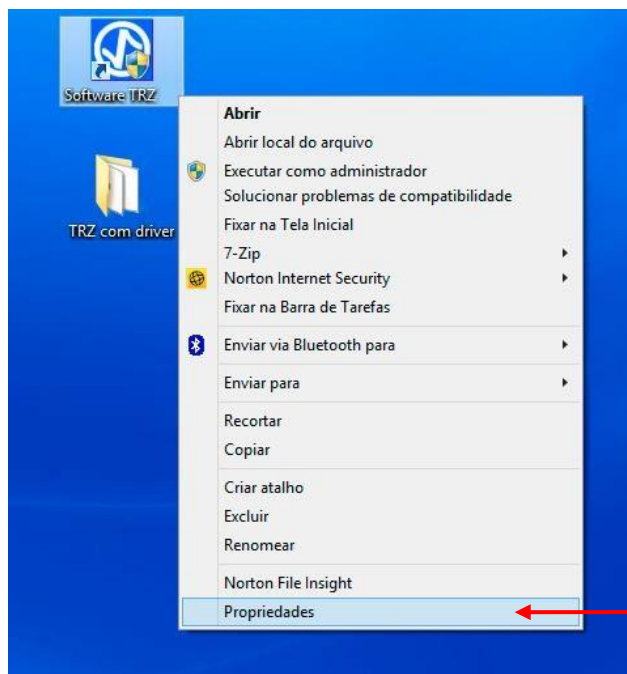 Software TRZ
TRZ com driver
Abrir
Abrir local do arquivo
Executar como administrador
Solucionar problemas de compatibilidade
Fixar na Tela Inicial
7-Zip
Norton Internet Security
Fixar na Barra de Tarefas
Enviar via Bluetooth para
Enviar para
Recortar
Copiar
Criar atalho
Excluir
Renomear
Norton File Insight
Propriedades